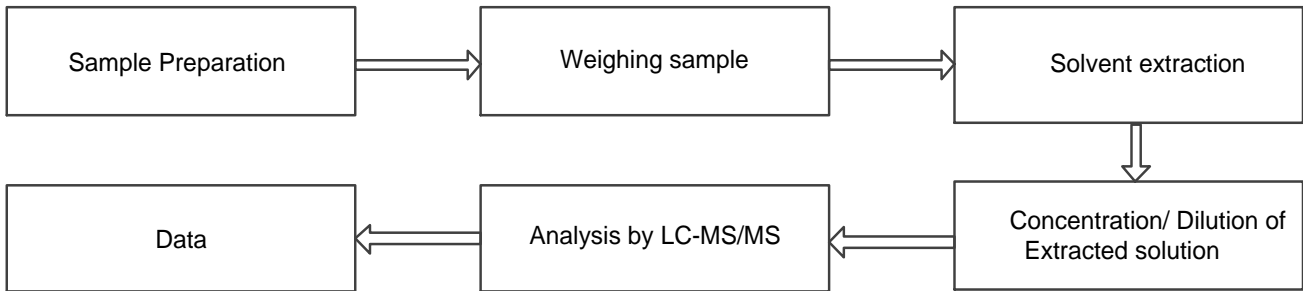 Sample Preparation
Weighing sample
Solvent extraction
Concentration/ Dilution of
Extracted solution
Analysis by LC-MS/MS
Data